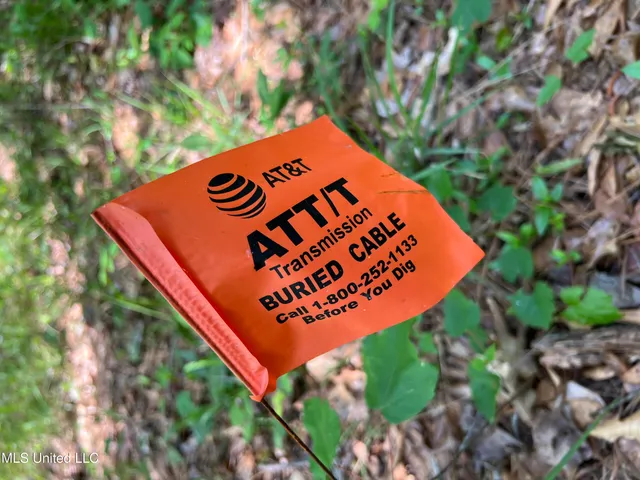 AT&T
ATT/T
Transmission
BURIED CABLE
Call 1-800-252-1133
Before You Dig
MLS United LLC